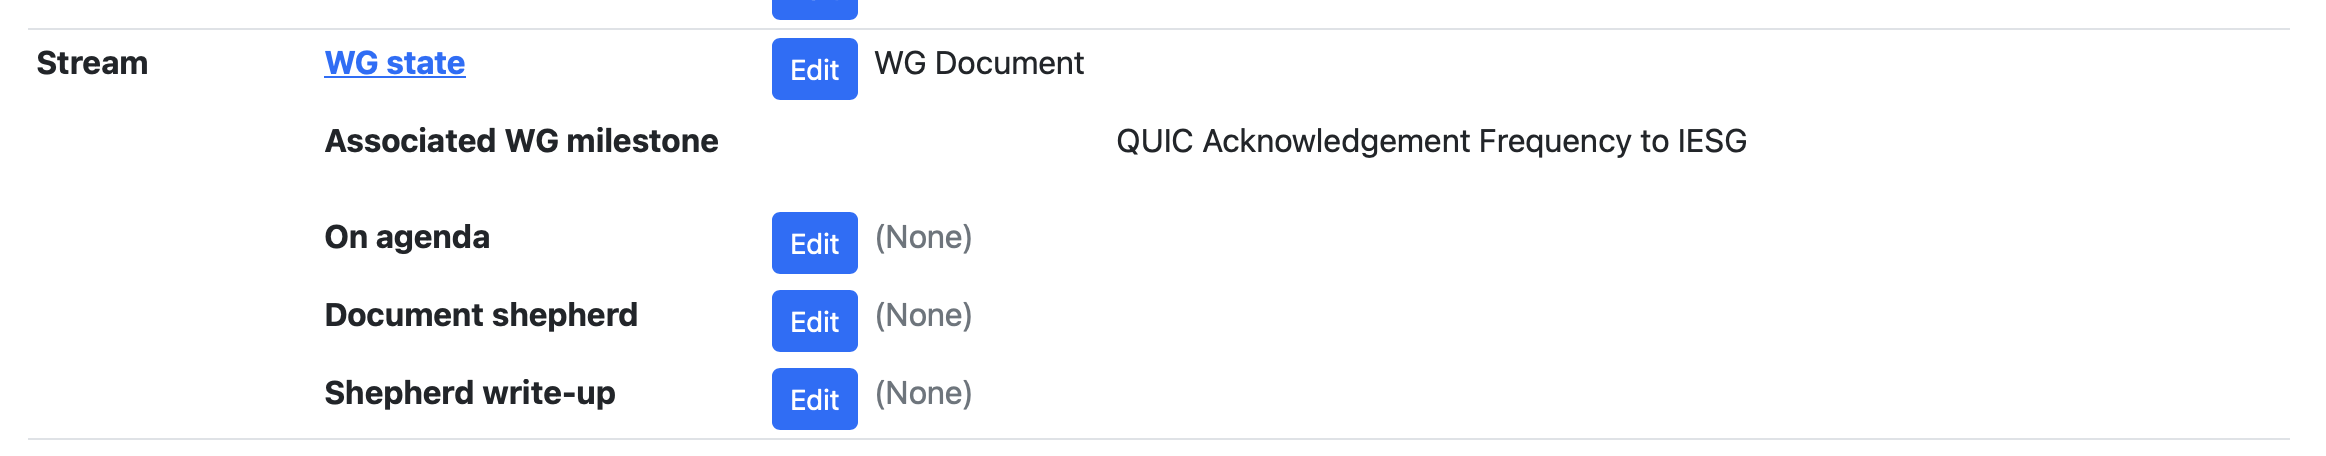 Stream WG state Edit WG Document
Associated WG milestone QUIC Acknowledgement Frequency to IESG
On agenda Edit (None)
Document shepherd Edit (None)
Shepherd write-up Edit (None)